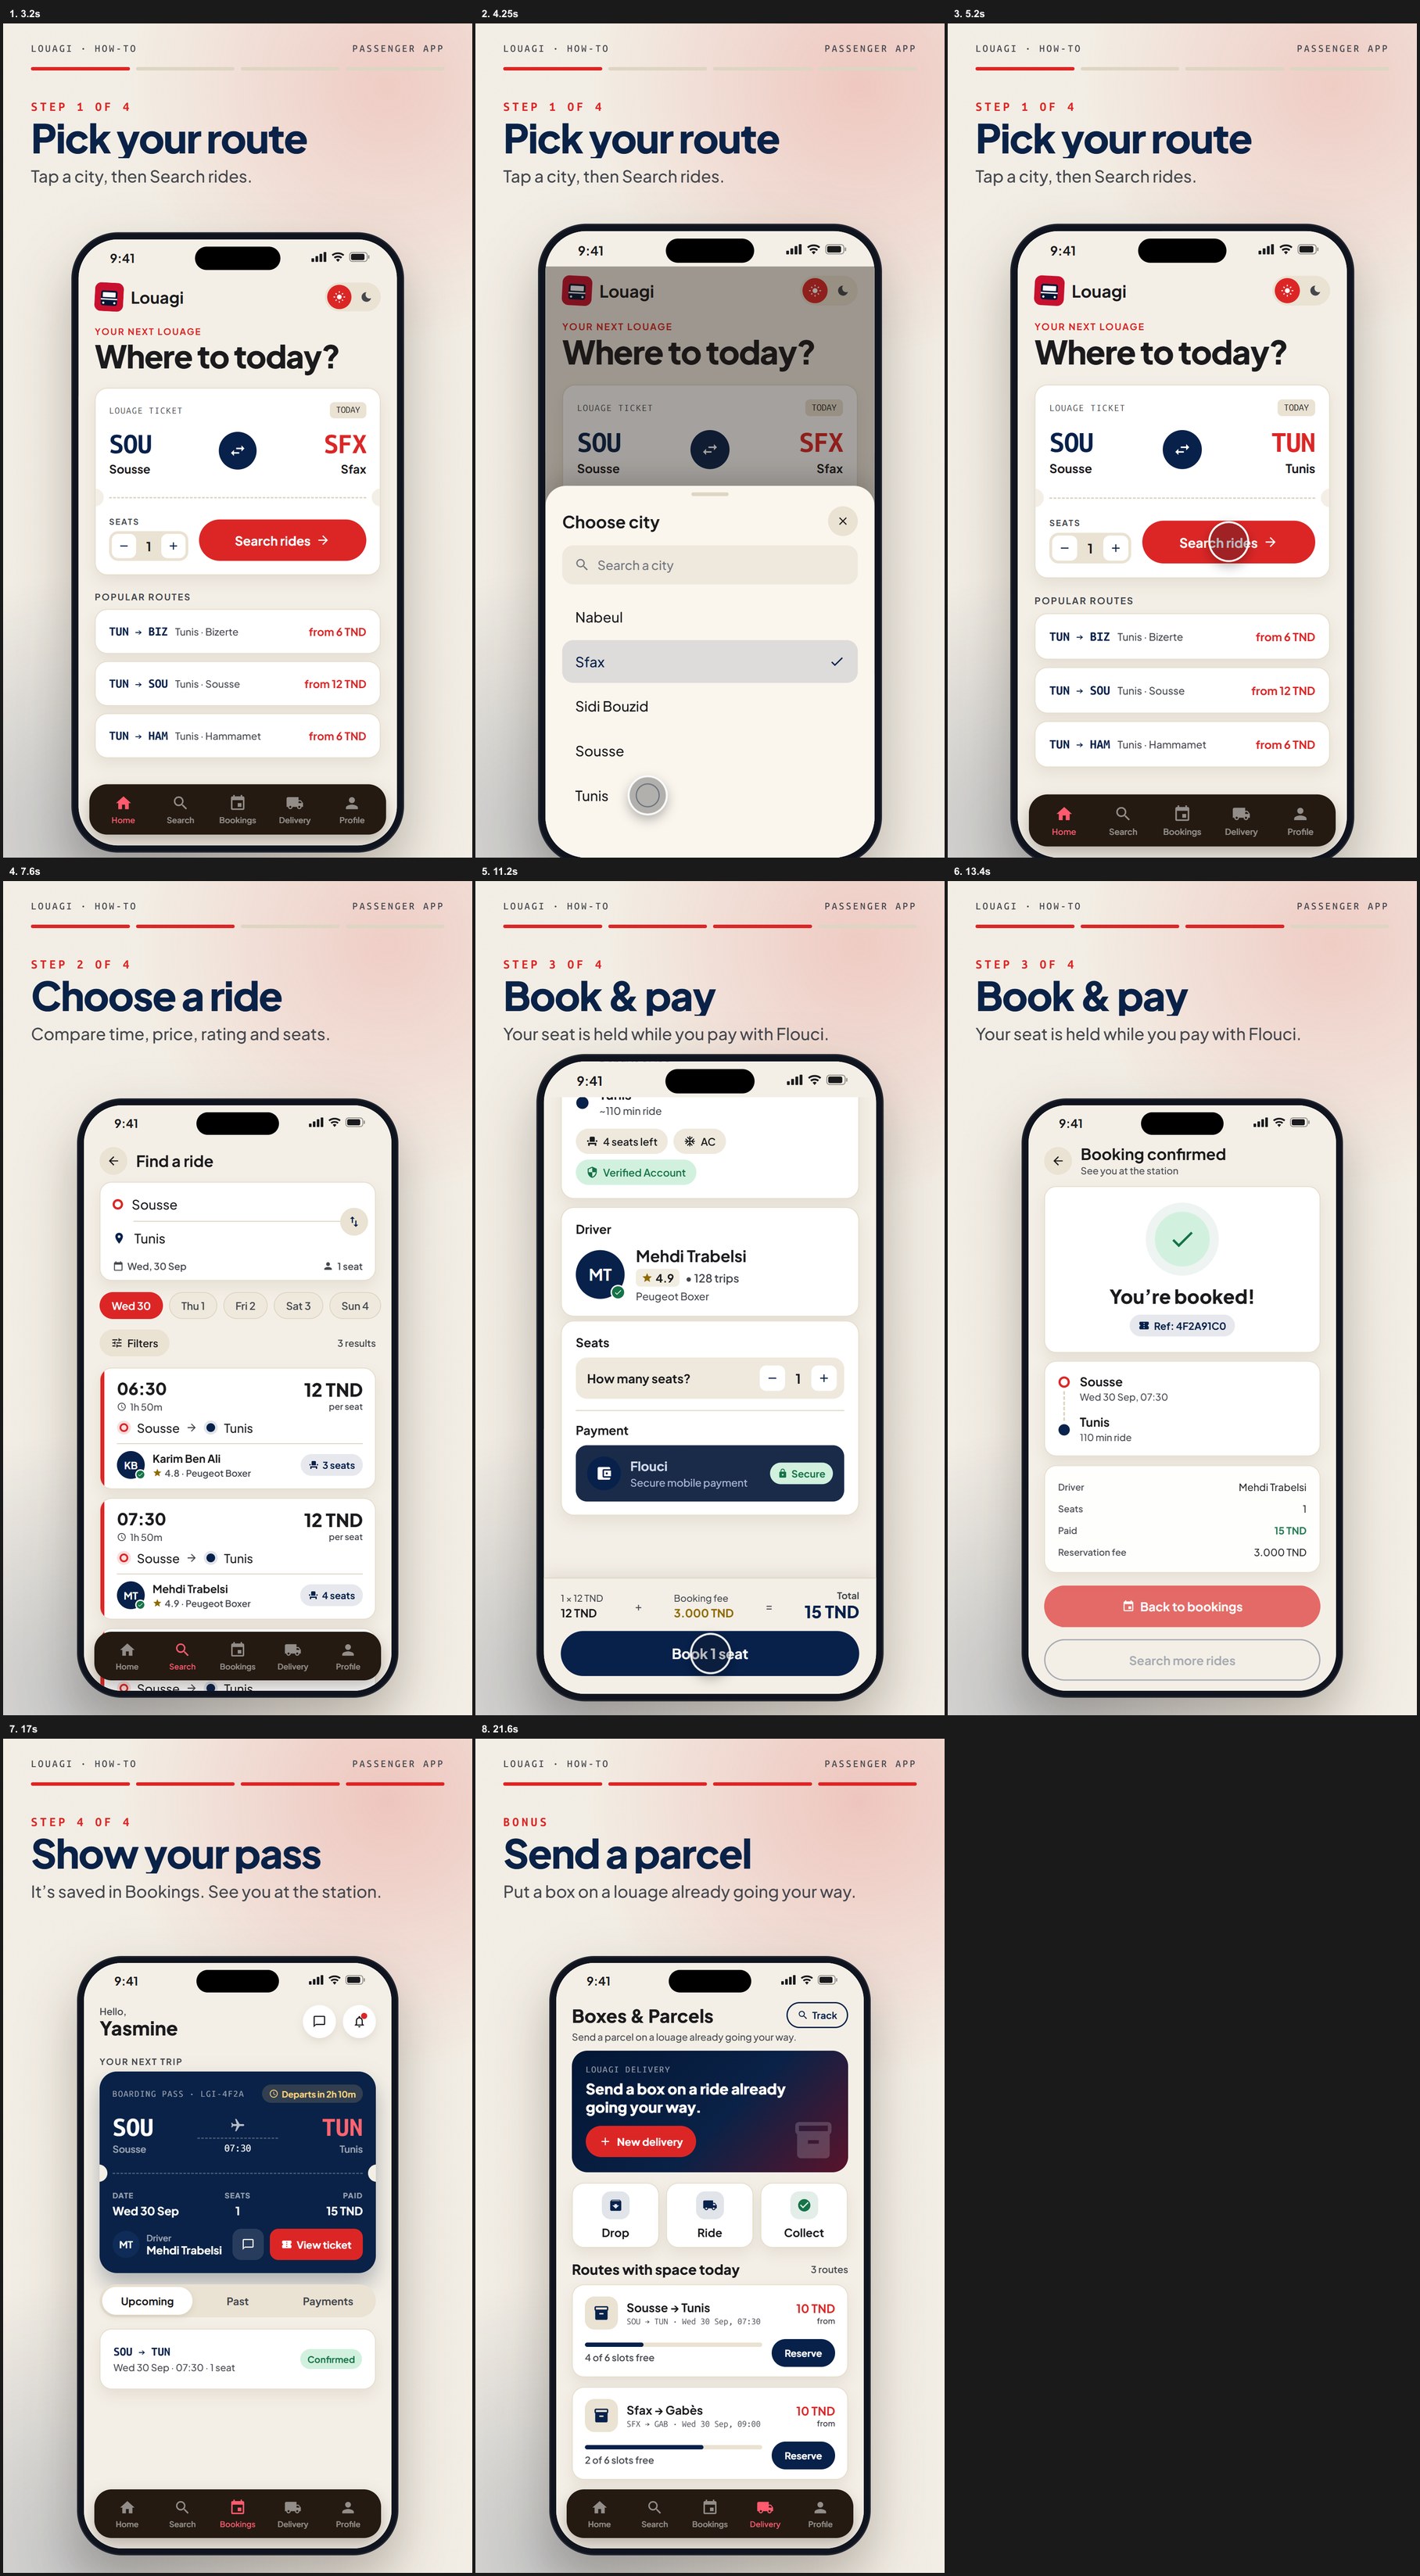 1. 3.2s
LOUAGI · HOW-TO PASSENGER APP
STEP 1 OF 4
Pick your route
Tap a city, then Search rides.
9:41
Louagi
YOUR NEXT LOUAGE
Where to today?
LOUAGE TICKET TODAY
SOU SFX
Sousse Sfax
SEATS
− 1 + Search rides →
POPULAR ROUTES
TUN → BIZ Tunis · Bizerte from 6 TND
TUN → SOU Tunis · Sousse from 12 TND
TUN → HAM Tunis · Hammamet from 6 TND
Home Search Bookings Delivery Profile
2. 4.25s
LOUAGI · HOW-TO PASSENGER APP
STEP 1 OF 4
Pick your route
Tap a city, then Search rides.
9:41
Louagi
YOUR NEXT LOUAGE
Where to today?
LOUAGE TICKET TODAY
SOU SFX
Sousse Sfax
Choose city
Search a city
Nabeul
Sfax
Sidi Bouzid
Sousse
Tunis
3. 5.2s
LOUAGI · HOW-TO PASSENGER APP
STEP 1 OF 4
Pick your route
Tap a city, then Search rides.
9:41
Louagi
YOUR NEXT LOUAGE
Where to today?
LOUAGE TICKET TODAY
SOU TUN
Sousse Tunis
SEATS
− 1 + Search rides →
POPULAR ROUTES
TUN → BIZ Tunis · Bizerte from 6 TND
TUN → SOU Tunis · Sousse from 12 TND
TUN → HAM Tunis · Hammamet from 6 TND
Home Search Bookings Delivery Profile
4. 7.6s
LOUAGI · HOW-TO PASSENGER APP
STEP 2 OF 4
Choose a ride
Compare time, price, rating and seats.
9:41
Find a ride
Sousse
Tunis
Wed, 30 Sep 1 seat
Wed 30 Thu 1 Fri 2 Sat 3 Sun 4
Filters 3 results
06:30 12 TND
1h 50m per seat
Sousse → Tunis
KB Karim Ben Ali 3 seats
★ 4.8 · Peugeot Boxer
07:30 12 TND
1h 50m per seat
Sousse → Tunis
MT Mehdi Trabelsi 4 seats
★ 4.9 · Peugeot Boxer
Home Search Bookings Delivery Profile
Sousse → Tunis
5. 11.2s
LOUAGI · HOW-TO PASSENGER APP
STEP 3 OF 4
Book & pay
Your seat is held while you pay with Flouci.
9:41
Tunis
~110 min ride
4 seats left AC
Verified Account
Driver
MT Mehdi Trabelsi
★ 4.9 • 128 trips
Peugeot Boxer
Seats
How many seats? − 1 +
Payment
Flouci
Secure mobile payment Secure
1 × 12 TND Booking fee Total
12 TND + 3.000 TND = 15 TND
Book 1 seat
6. 13.4s
LOUAGI · HOW-TO PASSENGER APP
STEP 3 OF 4
Book & pay
Your seat is held while you pay with Flouci.
9:41
Booking confirmed
See you at the station
You’re booked!
Ref: 4F2A91C0
Sousse
Wed 30 Sep, 07:30
Tunis
110 min ride
Driver Mehdi Trabelsi
Seats 1
Paid 15 TND
Reservation fee 3.000 TND
Back to bookings
Search more rides
7. 17s
LOUAGI · HOW-TO PASSENGER APP
STEP 4 OF 4
Show your pass
It’s saved in Bookings. See you at the station.
9:41
Hello,
Yasmine
YOUR NEXT TRIP
BOARDING PASS · LGI-4F2A Departs in 2h 10m
SOU TUN
Sousse 07:30 Tunis
DATE SEATS PAID
Wed 30 Sep 1 15 TND
MT Driver
Mehdi Trabelsi View ticket
Upcoming Past Payments
SOU → TUN
Wed 30 Sep · 07:30 · 1 seat Confirmed
Home Search Bookings Delivery Profile
8. 21.6s
LOUAGI · HOW-TO PASSENGER APP
BONUS
Send a parcel
Put a box on a louage already going your way.
9:41
Boxes & Parcels Track
Send a parcel on a louage already going your way.
LOUAGI DELIVERY
Send a box on a ride already
going your way.
+ New delivery
Drop Ride Collect
Routes with space today 3 routes
Sousse → Tunis 10 TND
SOU → TUN · Wed 30 Sep, 07:30 from
4 of 6 slots free Reserve
Sfax → Gabès 10 TND
SFX → GAB · Wed 30 Sep, 09:00 from
2 of 6 slots free Reserve
Home Search Bookings Delivery Profile